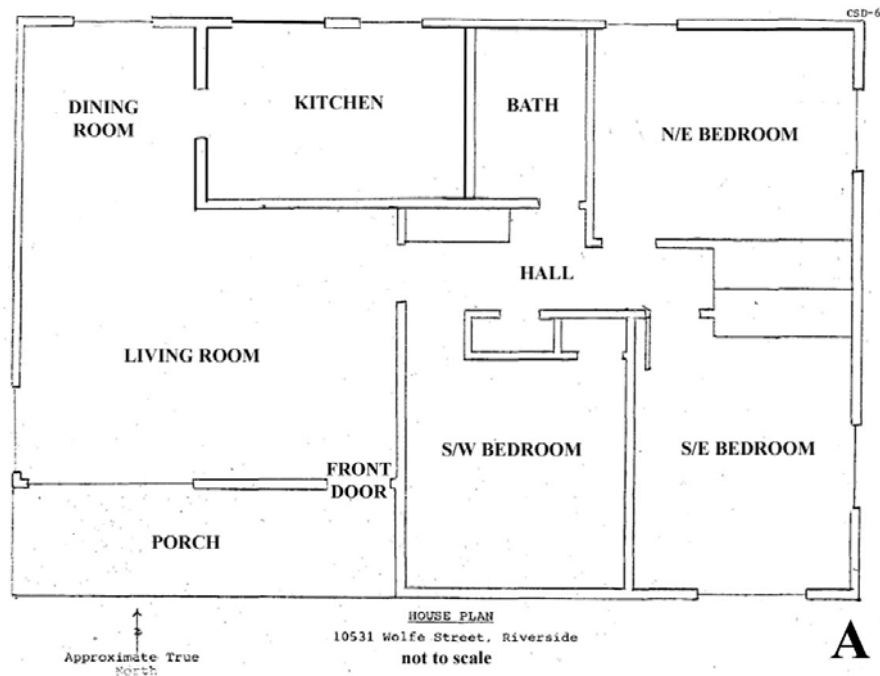 CSD-6
DINING
ROOM
KITCHEN
BATH
N/E BEDROOM
HALL
LIVING ROOM
S/W BEDROOM
S/E BEDROOM
FRONT
DOOR
PORCH
HOUSE PLAN
10531 Wolfe Street, Riverside
not to scale
Approximate True
North
A